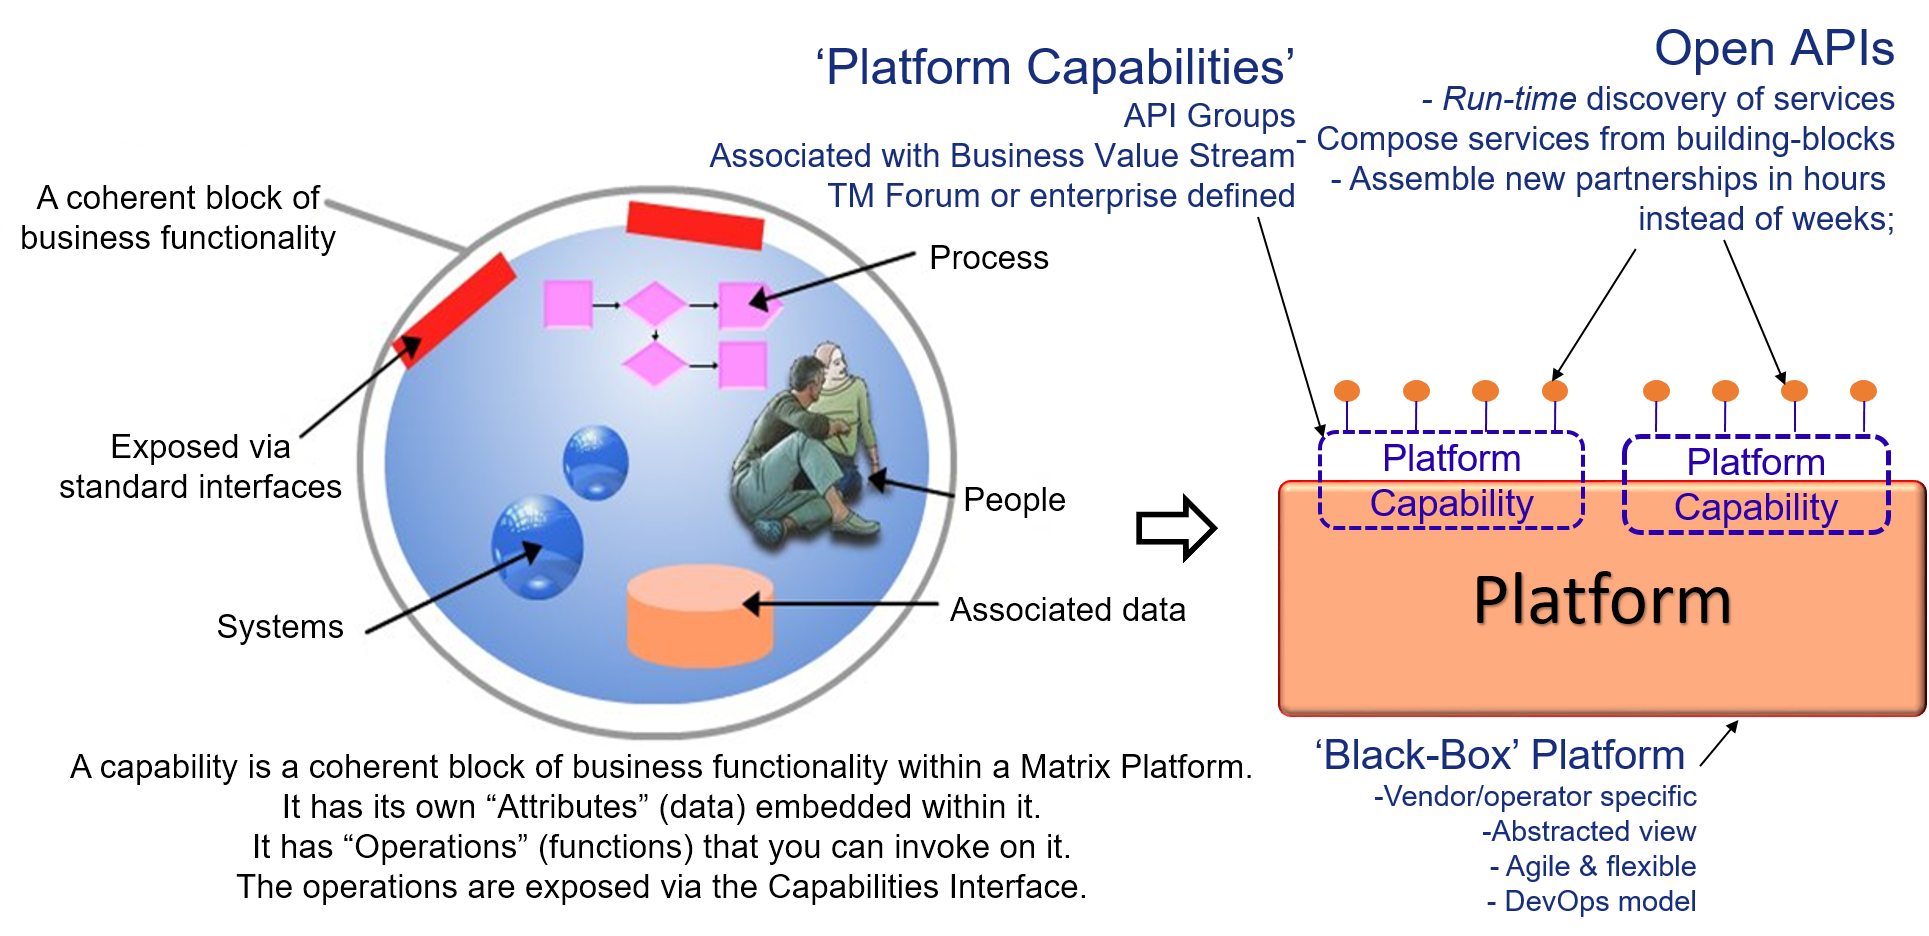 ‘Platform Capabilities’
API Groups
Associated with Business Value Stream
TM Forum or enterprise defined
Open APIs
- Run-time discovery of services
- Compose services from building-blocks
- Assemble new partnerships in hours
instead of weeks;
A coherent block of
business functionality
Process
Exposed via
standard interfaces
People
Systems
Associated data
A capability is a coherent block of business functionality within a Matrix Platform.
It has its own “Attributes” (data) embedded within it.
It has “Operations” (functions) that you can invoke on it.
The operations are exposed via the Capabilities Interface.
Platform
Capability
Platform
Capability
Platform
‘Black-Box’ Platform
-Vendor/operator specific
-Abstracted view
- Agile & flexible
- DevOps model